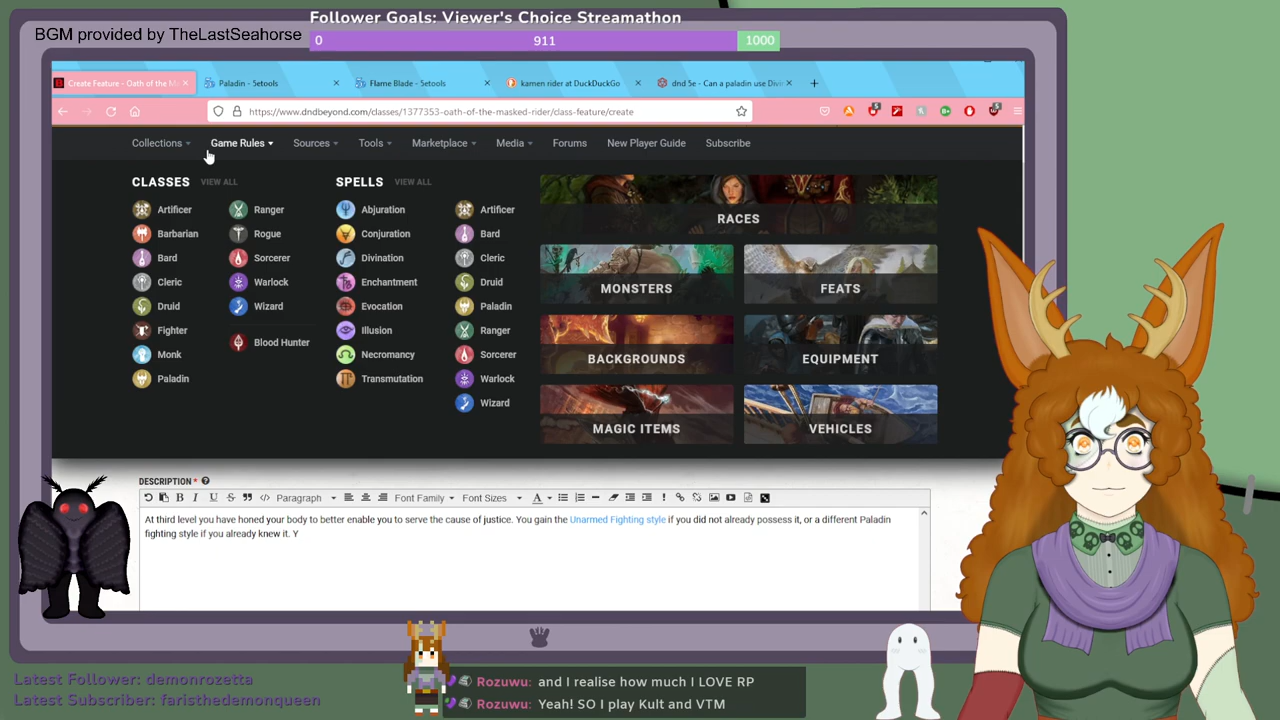 Follower Goals: Viewer's Choice Streamathon
BGM provided by TheLastSeahorse
0 911 1000
Create Feature - Oath of the M
Paladin - 5etools
Flame Blade - 5etools
kamen rider at DuckDuckGo
dnd 5e - Can a paladin use Divin
https://www.dndbeyond.com/classes/1377353-oath-of-the-masked-rider/class-feature/create
Collections Game Rules Sources Tools Marketplace Media Forums New Player Guide Subscribe
CLASSES VIEW ALL
Artificer
Barbarian
Bard
Cleric
Druid
Fighter
Monk
Paladin
Ranger
Rogue
Sorcerer
Warlock
Wizard
Blood Hunter
SPELLS VIEW ALL
Abjuration
Conjuration
Divination
Enchantment
Evocation
Illusion
Necromancy
Transmutation
Artificer
Bard
Cleric
Druid
Paladin
Ranger
Sorcerer
Warlock
Wizard
RACES
MONSTERS
FEATS
BACKGROUNDS
EQUIPMENT
MAGIC ITEMS
VEHICLES
DESCRIPTION *
Paragraph Font Family Font Sizes
At third level you have honed your body to better enable you to serve the cause of justice. You gain the Unarmed Fighting style if you did not already possess it, or a different Paladin
fighting style if you already knew it. Y
Latest Follower: demonrozetta
Latest Subscriber: faristhedemonqueen
Rozuwu: and I realise how much I LOVE RP
Rozuwu: Yeah! SO I play Kult and VTM